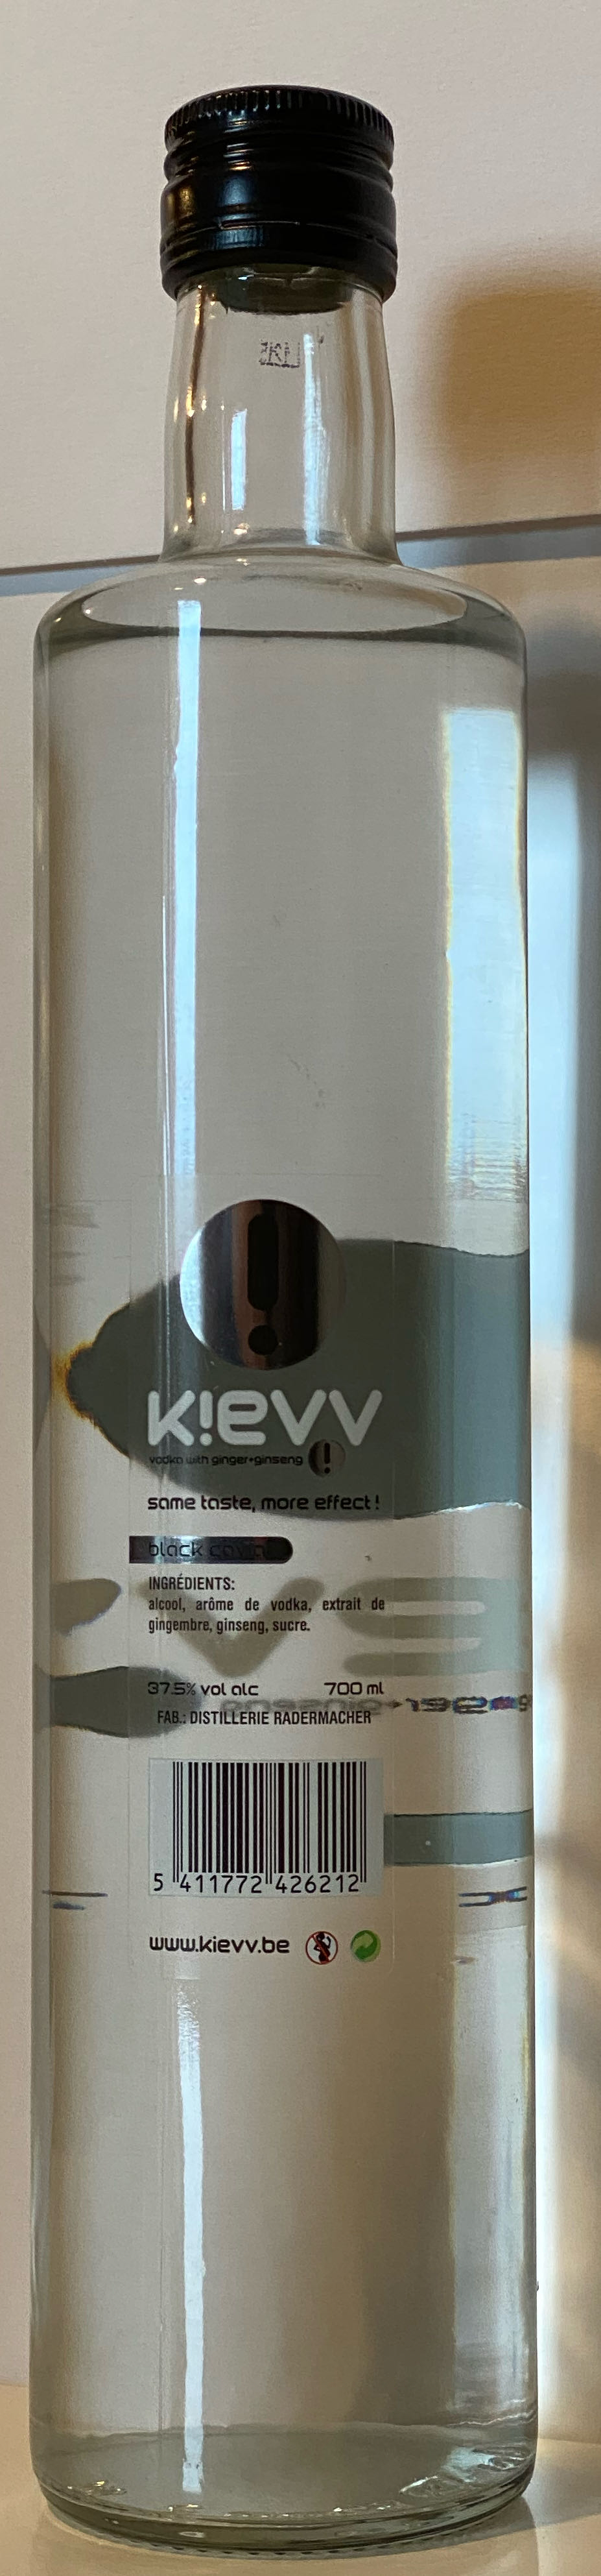 K!evv
vodka with ginger+ginseng
same taste, more effect!
black
INGRÉDIENTS:
alcool, arôme de vodka, extrait de
gingembre, ginseng, sucre.
37.5% vol alc 700 ml
FAB.: DISTILLERIE RADERMACHER
5 411772 426212
www.kievv.be